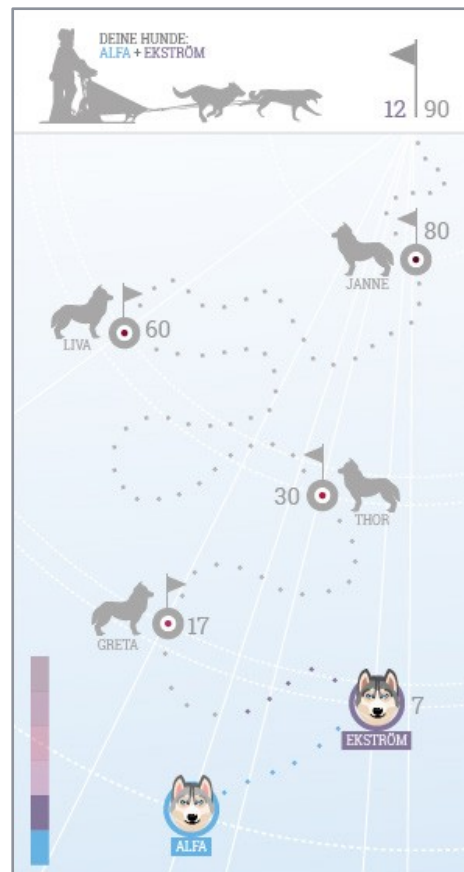 DEINE HUNDE:
ALFA + EKSTRÖM
12 90
80
JANNE
60
LIVA
30
THOR
17
GRETA
7
EKSTRÖM
ALFA